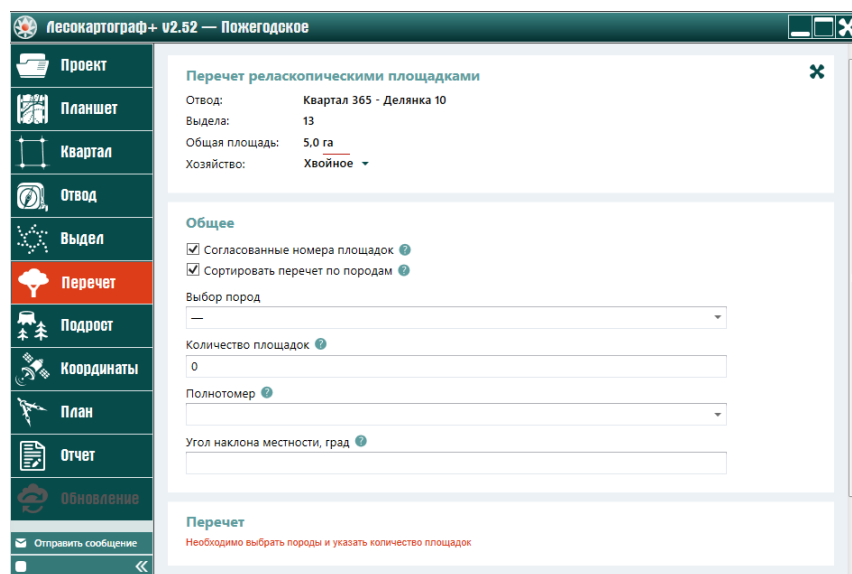 Лесокартограф+ v2.52 — Пожегодское
Проект
Планшет
Квартал
Отвод
Выдел
Перечет
Подрост
Координаты
План
Отчет
Обновление
Отправить сообщение
Перечет реласкопическими площадками
Отвод: Квартал 365 - Делянка 10
Выдела: 13
Общая площадь: 5,0 га
Хозяйство: Хвойное
Общее
Согласованные номера площадок ?
Сортировать перечет по породам ?
Выбор пород
—
Количество площадок ?
0
Полнотомер ?
Угол наклона местности, град ?
Перечет
Необходимо выбрать породы и указать количество площадок